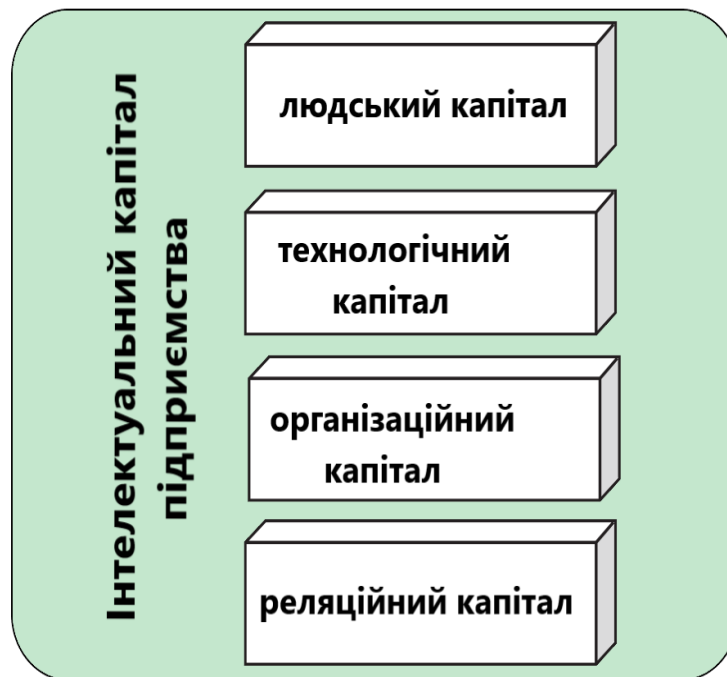 Інтелектуальний капітал
підприємства
людський капітал
технологічний
капітал
організаційний
капітал
реляційний капітал